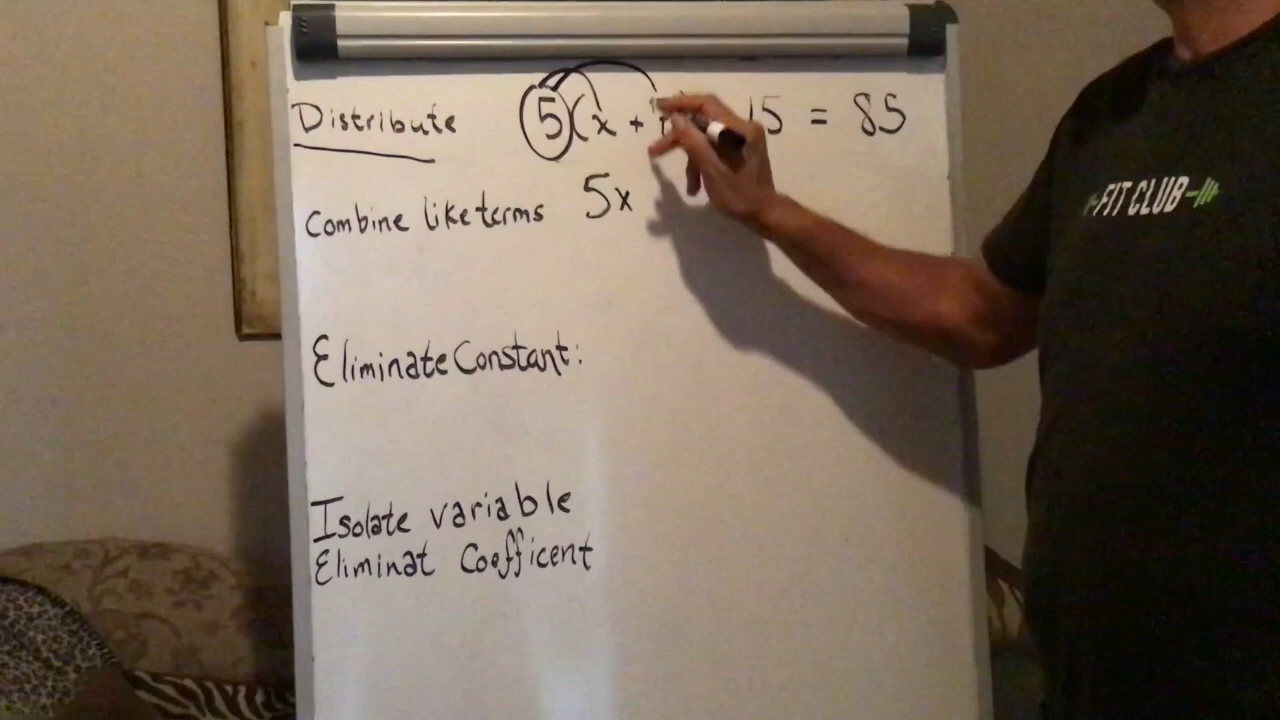 Distribute 5(x + 15 = 85
Combine like terms 5x
Eliminate Constant:
Isolate variable
Eliminat Coefficent
FIT CLUB